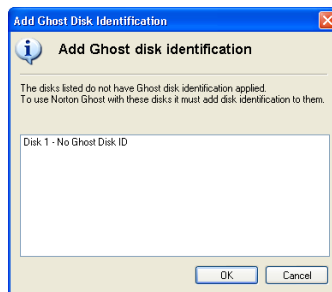 Add Ghost Disk Identification
Add Ghost disk identification
The disks listed do not have Ghost disk identification applied.
To use Norton Ghost with these disks it must add disk identification to them.
Disk 1 - No Ghost Disk ID
OK Cancel